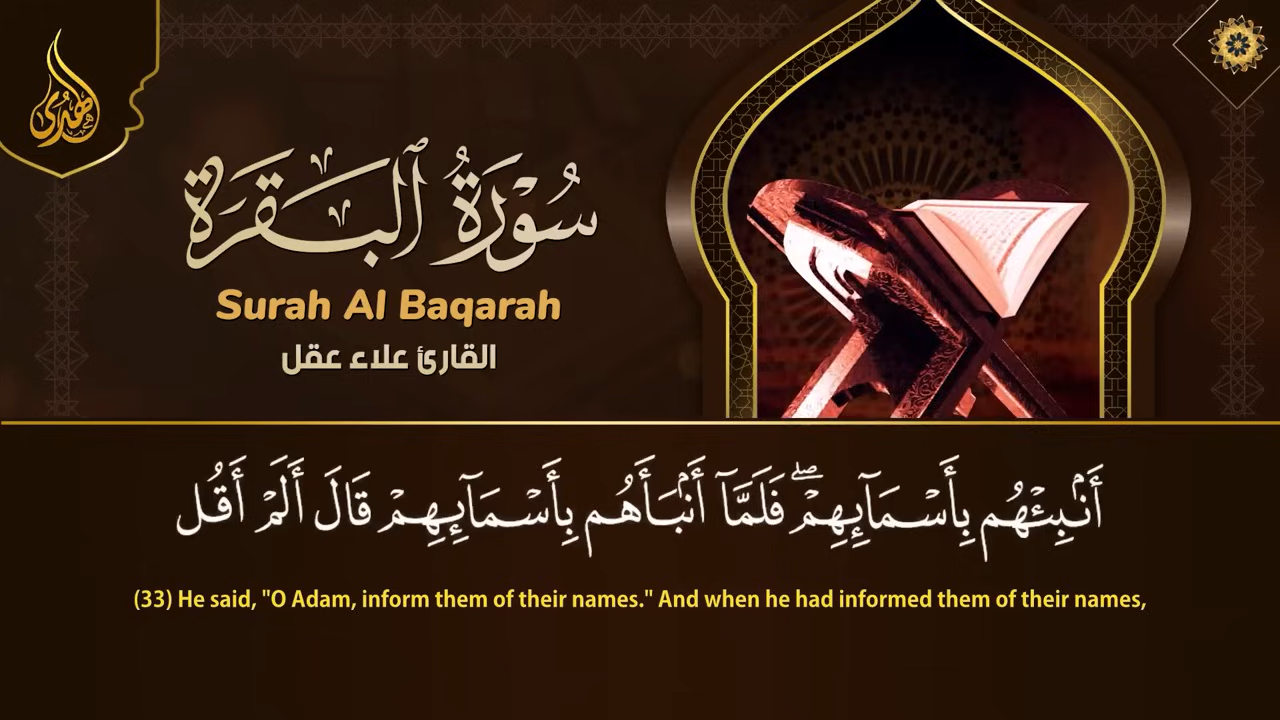 هدى
سُورَةُ ٱلْبَقَرَةِ
Surah Al Baqarah
القارئ علاء عقل
أَنۢبِئْهُم بِأَسْمَآئِهِمْ ۖ فَلَمَّآ أَنۢبَأَهُم بِأَسْمَآئِهِمْ قَالَ أَلَمْ أَقُل
(33) He said, "O Adam, inform them of their names." And when he had informed them of their names,